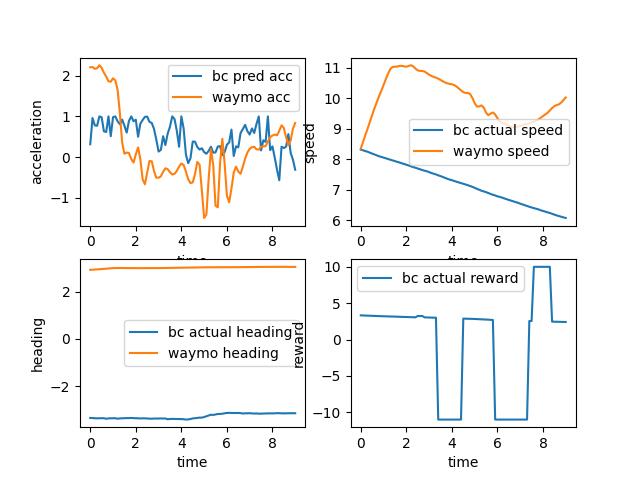 bc pred acc
waymo acc
acceleration
2
1
0
−1
0
2
4
6
8
time
bc actual speed
waymo speed
speed
11
10
9
8
7
6
0
2
4
6
8
time
bc actual heading
waymo heading
heading
2
0
−2
0
2
4
6
8
time
bc actual reward
reward
10
5
0
−5
−10
0
2
4
6
8
time